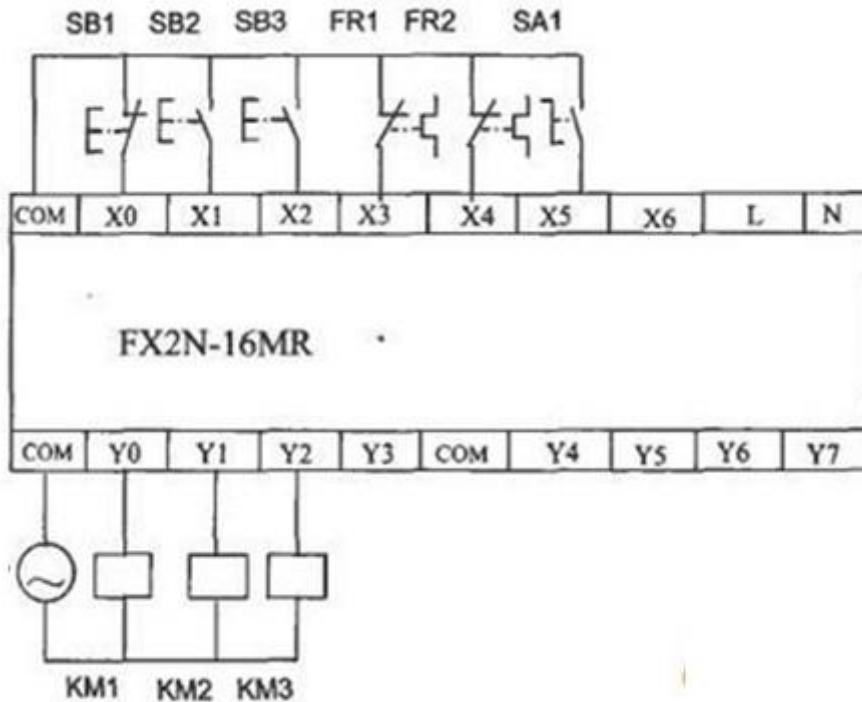 SB1 SB2 SB3 FR1 FR2 SA1
COM X0 X1 X2 X3 X4 X5 X6 L N
FX2N-16MR
COM Y0 Y1 Y2 Y3 COM Y4 Y5 Y6 Y7
KM1 KM2 KM3